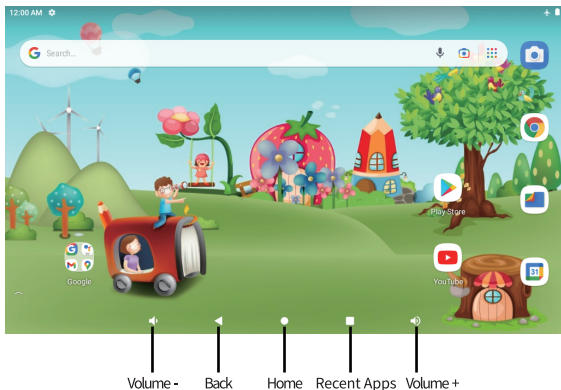 12:00 AM
Search...
Play Store
Google
YouTube
31
Volume - Back Home Recent Apps Volume +